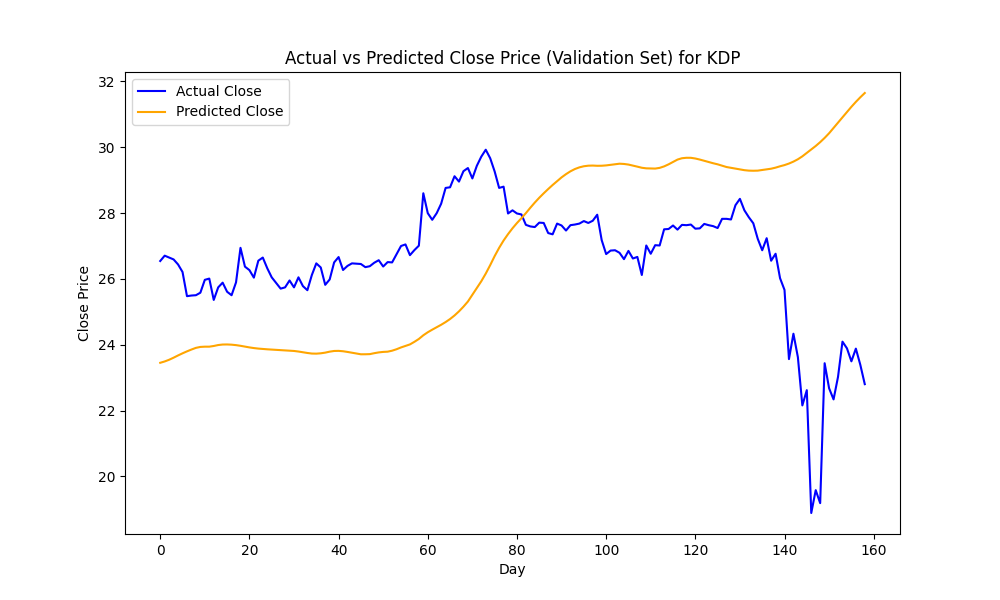 Actual vs Predicted Close Price (Validation Set) for KDP
Actual Close
Predicted Close
Close Price
32
30
28
26
24
22
20
0 20 40 60 80 100 120 140 160
Day